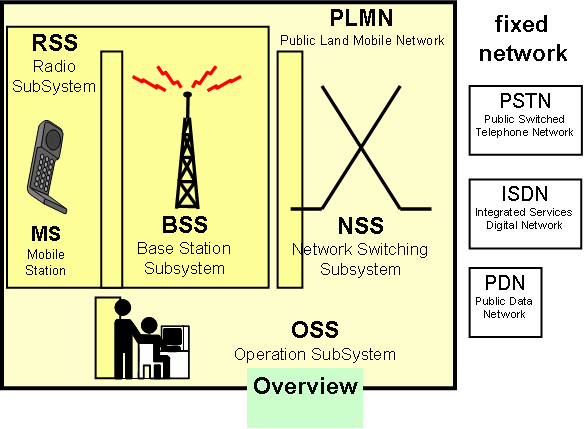 PLMN
Public Land Mobile Network
RSS
Radio
SubSystem
MS
Mobile
Station
BSS
Base Station
Subsystem
NSS
Network Switching
Subsystem
OSS
Operation SubSystem
Overview
fixed
network
PSTN
Public Switched
Telephone Network
ISDN
Integrated Services
Digital Network
PDN
Public Data
Network